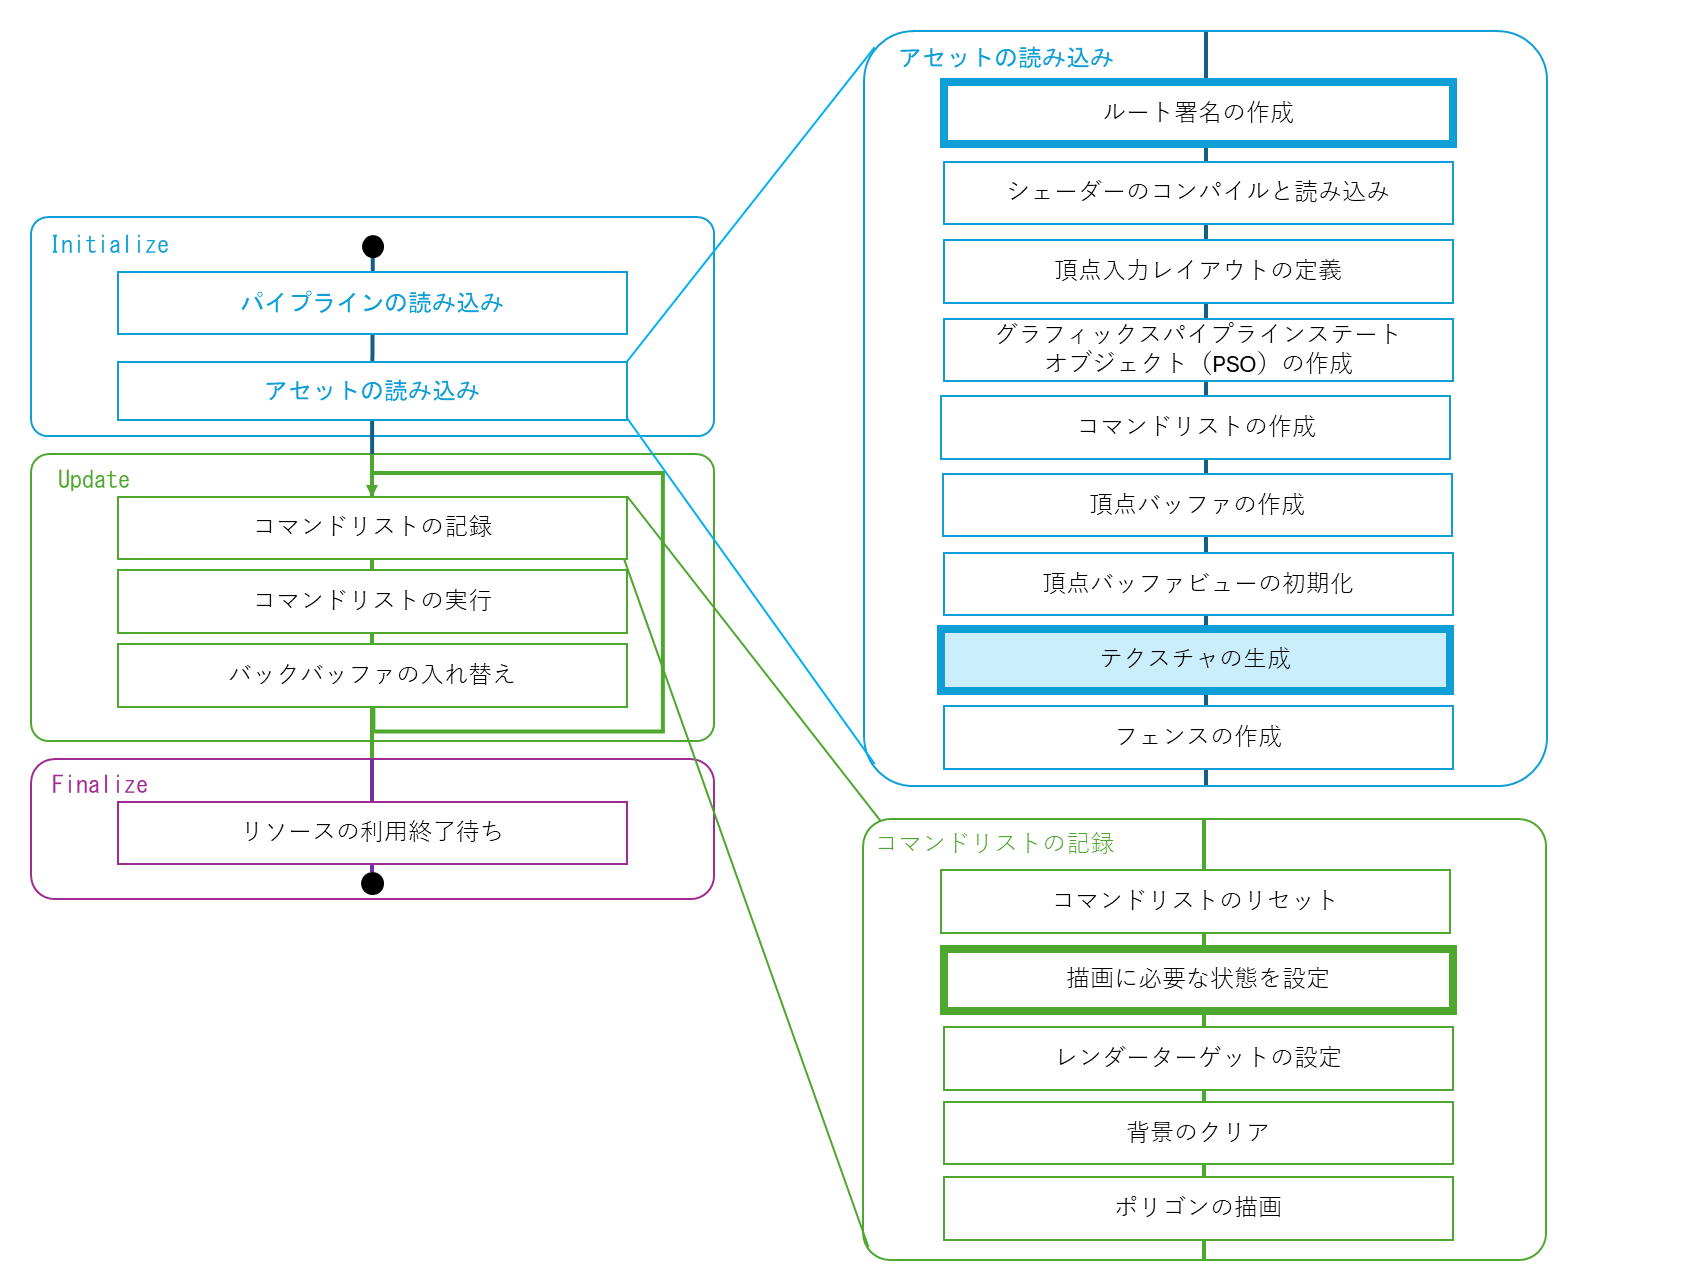 Initialize
パイプラインの読み込み
アセットの読み込み
Update
コマンドリストの記録
コマンドリストの実行
バックバッファの入れ替え
Finalize
リソースの利用終了待ち
アセットの読み込み
ルート署名の作成
シェーダーのコンパイルと読み込み
頂点入力レイアウトの定義
グラフィックスパイプラインステート
オブジェクト（PSO）の作成
コマンドリストの作成
頂点バッファの作成
頂点バッファビューの初期化
テクスチャの生成
フェンスの作成
コマンドリストの記録
コマンドリストのリセット
描画に必要な状態を設定
レンダーターゲットの設定
背景のクリア
ポリゴンの描画